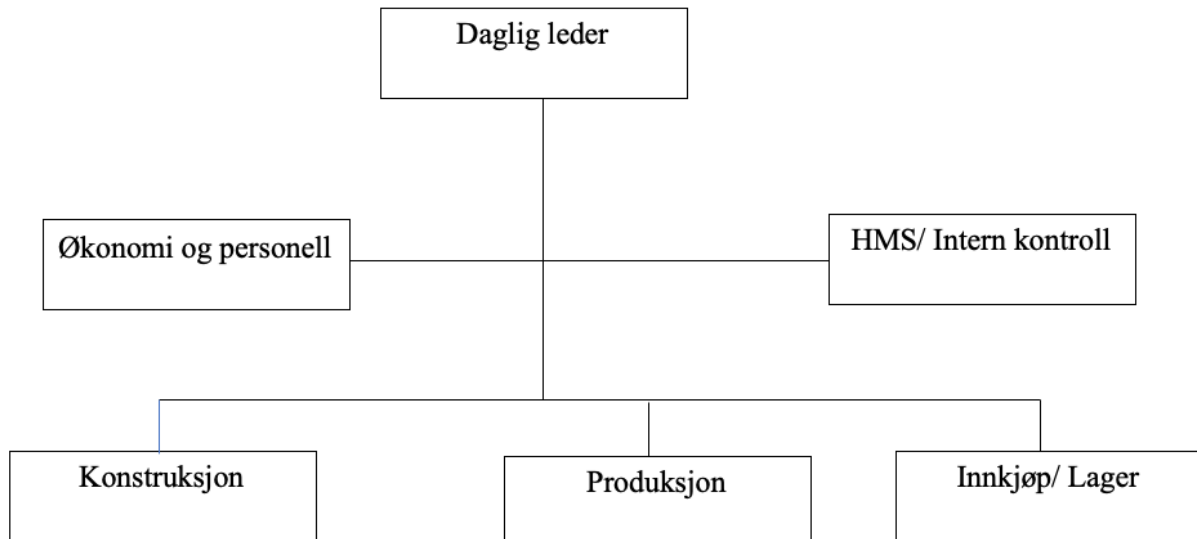 Daglig leder
Økonomi og personell
HMS/ Intern kontroll
Konstruksjon
Produksjon
Innkjøp/ Lager